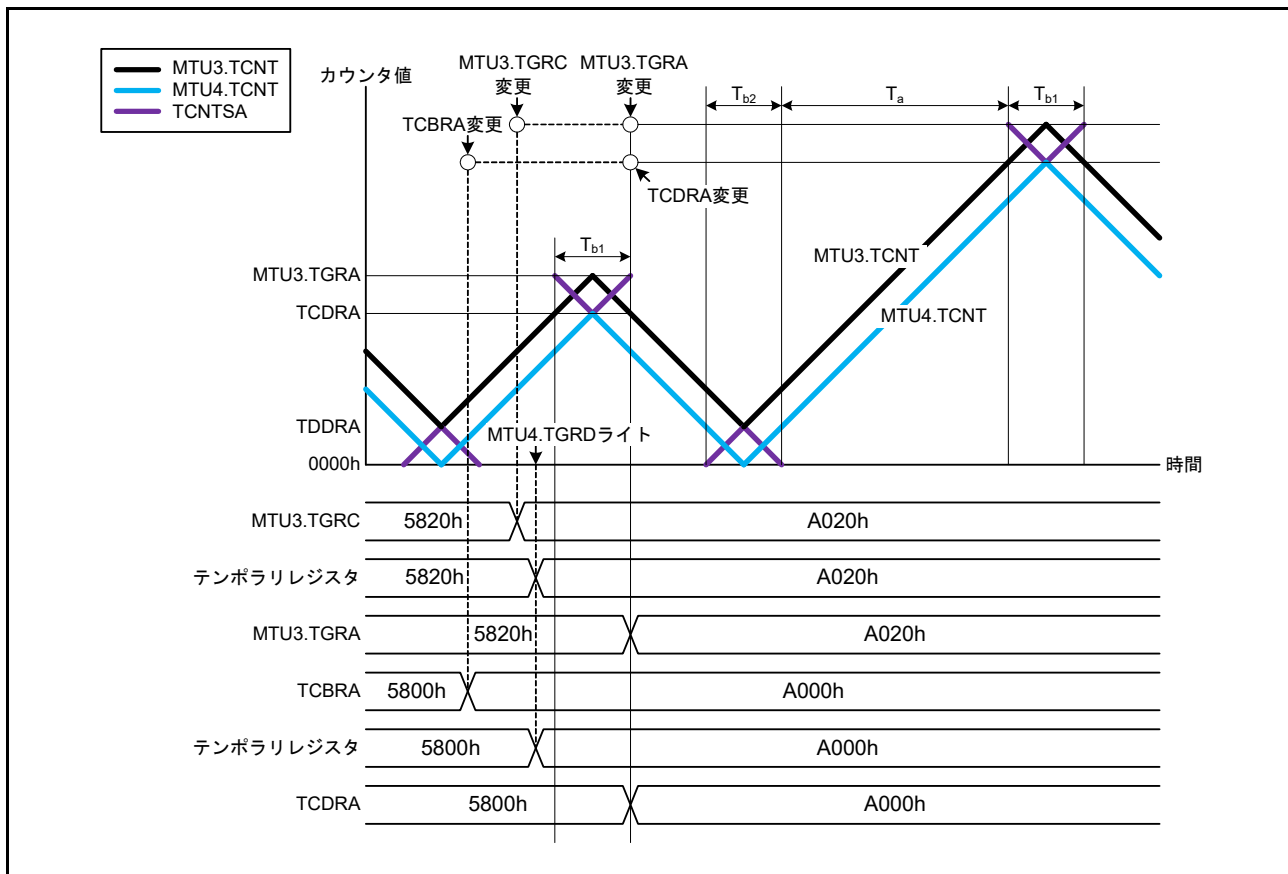 MTU3.TCNT
MTU4.TCNT
TCNTSA
カウンタ値
MTU3.TGRC
変更
MTU3.TGRA
変更
TCBRA変更
TCDRA変更
Tb2
Ta
Tb1
Tb1
MTU3.TCNT
MTU4.TCNT
MTU3.TGRA
TCDRA
TDDRA
0000h
MTU4.TGRDライト
時間
MTU3.TGRC 5820h A020h
テンポラリレジスタ 5820h A020h
MTU3.TGRA 5820h A020h
TCBRA 5800h A000h
テンポラリレジスタ 5800h A000h
TCDRA 5800h A000h